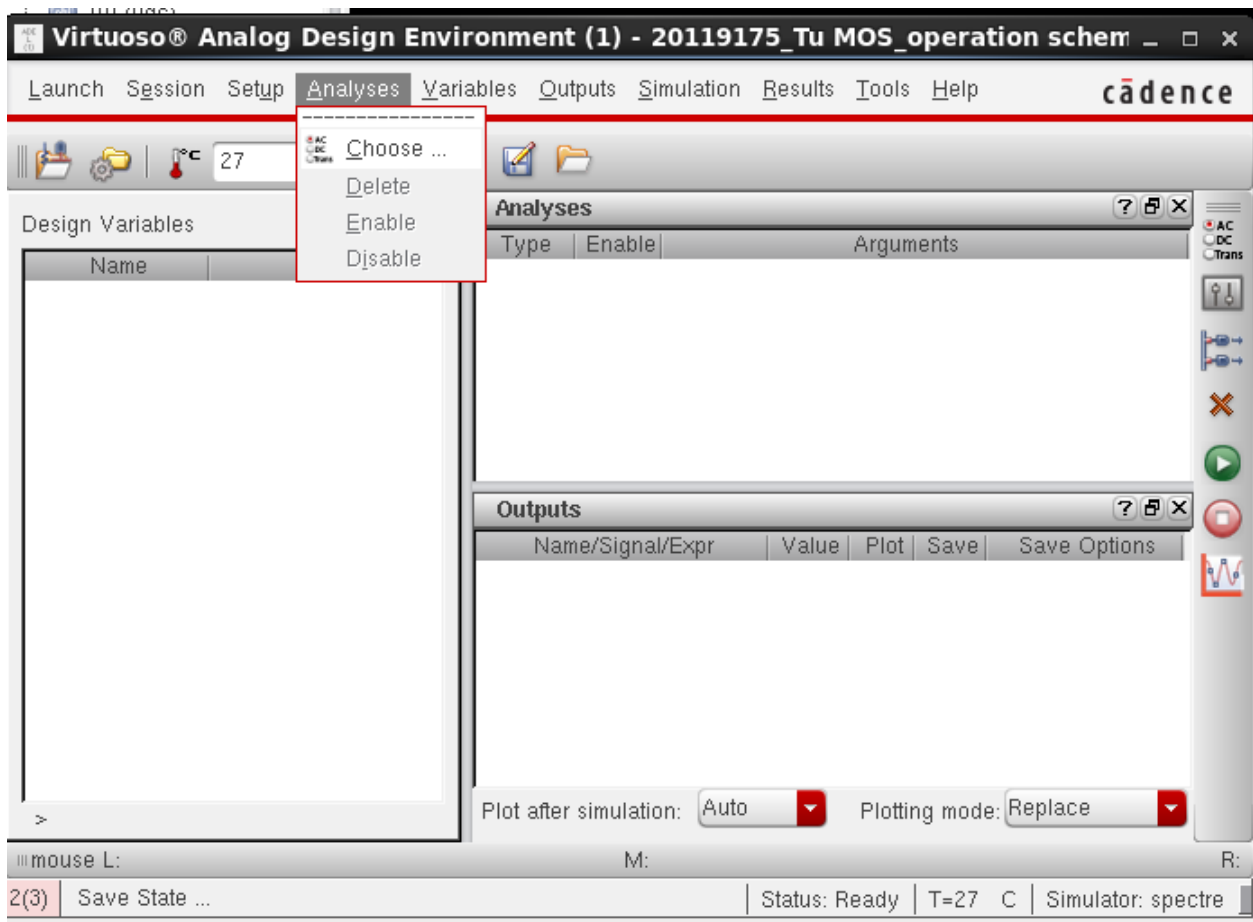 Virtuoso® Analog Design Environment (1) - 20119175_Tu MOS_operation schem
Launch Session Setup Analyses Variables Outputs Simulation Results Tools Help cādence
°C 27
AC DC Trans Choose ...
Delete
Enable
Disable
Design Variables
Name
Analyses
Type Enable Arguments
AC
DC
Trans
Outputs
Name/Signal/Expr Value Plot Save Save Options
>
Plot after simulation: Auto Plotting mode: Replace
mouse L: M: R:
2(3) Save State ... Status: Ready T=27 C Simulator: spectre